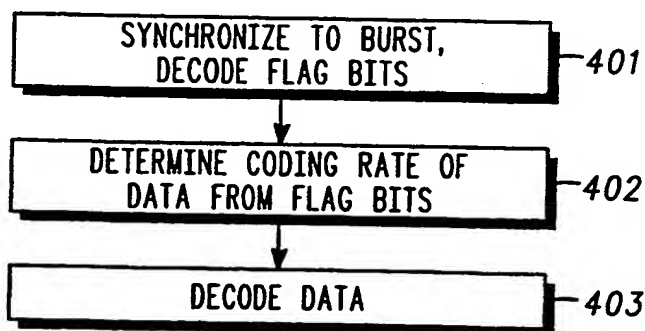 SYNCHRONIZE TO BURST,
DECODE FLAG BITS
401
DETERMINE CODING RATE OF
DATA FROM FLAG BITS
402
DECODE DATA
403